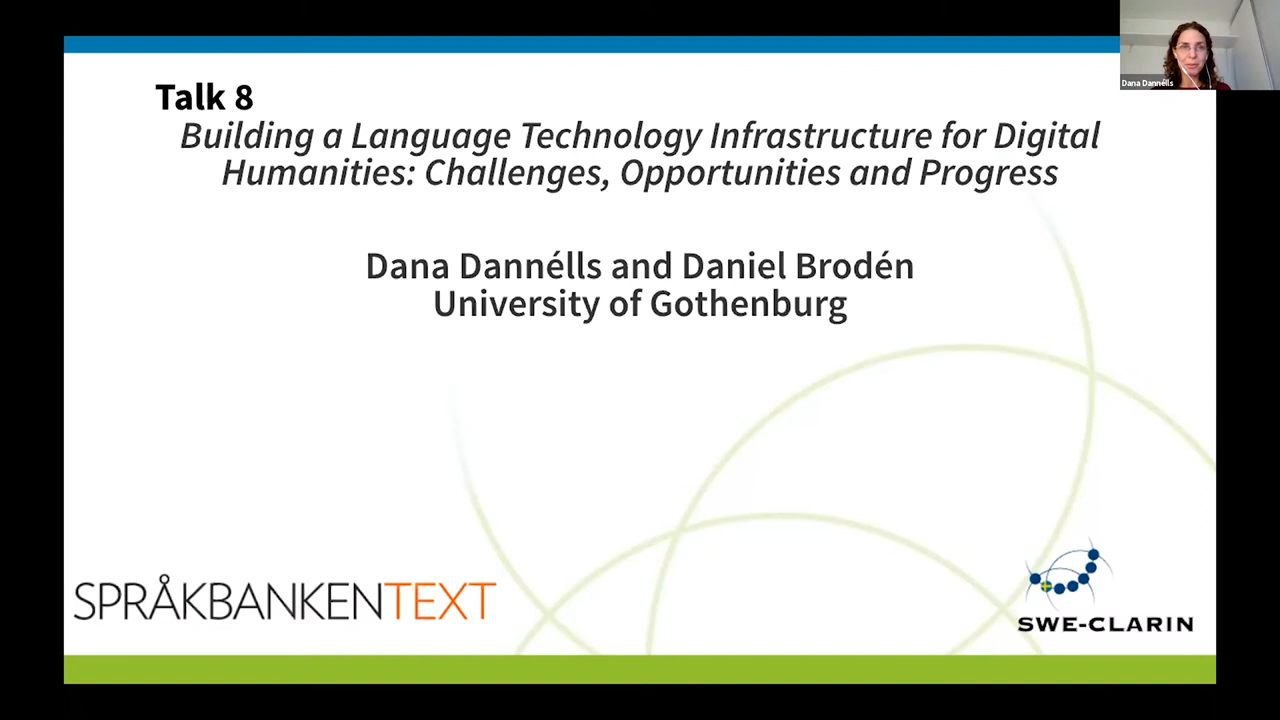 Talk 8
Building a Language Technology Infrastructure for Digital
Humanities: Challenges, Opportunities and Progress
Dana Dannélls and Daniel Brodén
University of Gothenburg
SPRÅKBANKENTEXT
SWE-CLARIN
Dana Dannélls